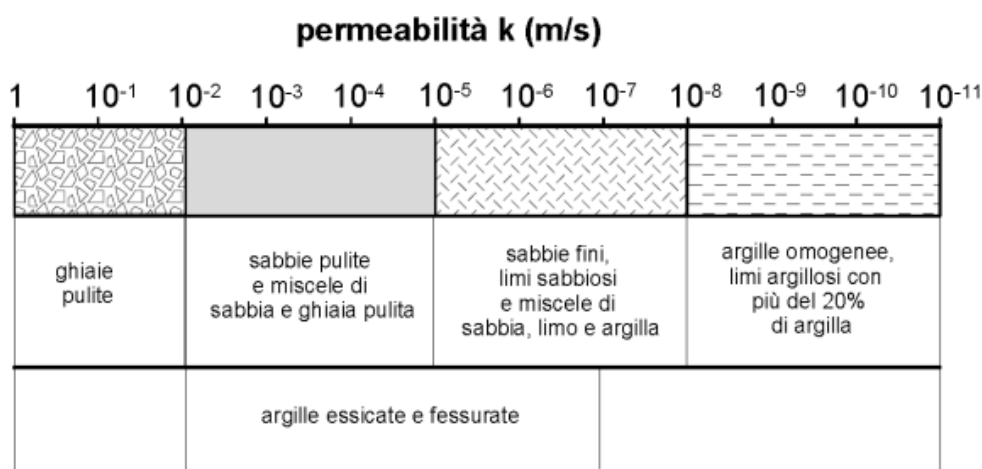 permeabilità k (m/s)
1 10⁻¹ 10⁻² 10⁻³ 10⁻⁴ 10⁻⁵ 10⁻⁶ 10⁻⁷ 10⁻⁸ 10⁻⁹ 10⁻¹⁰ 10⁻¹¹
ghiaie
pulite
sabbie pulite
e miscele di
sabbia e ghiaia pulita
sabbie fini,
limi sabbiosi
e miscele di
sabbia, limo e argilla
argille omogenee,
limi argillosi con
più del 20%
di argilla
argille essicate e fessurate